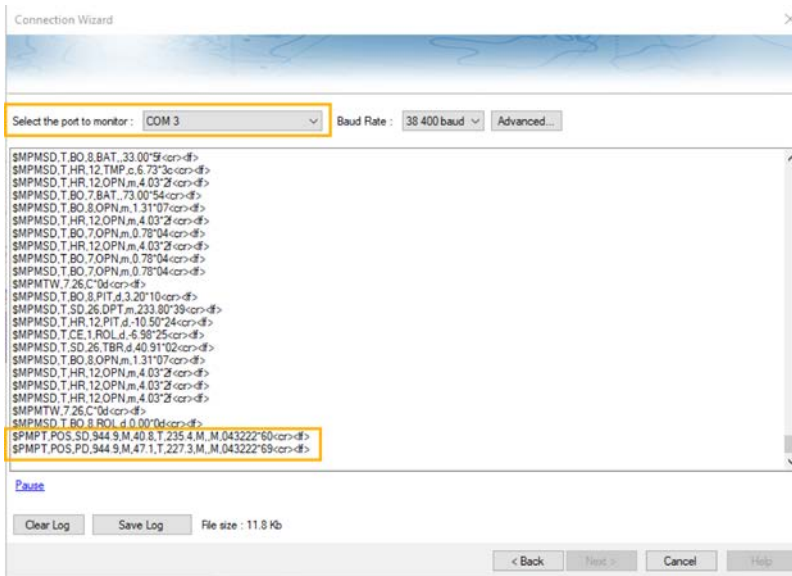 Connection Wizard
Select the port to monitor : COM 3 Baud Rate : 38 400 baud Advanced...
$MPMSD,T,BO,8,BAT,,33.00*5f<cr><lf>
$MPMSD,T,HR,12,TMP,c,6.73*3c<cr><lf>
$MPMSD,T,HR,12,OPN,m,4.03*2f<cr><lf>
$MPMSD,T,BO,7,BAT,,73.00*54<cr><lf>
$MPMSD,T,BO,8,OPN,m,1.31*07<cr><lf>
$MPMSD,T,HR,12,OPN,m,4.03*2f<cr><lf>
$MPMSD,T,BO,7,OPN,m,0.78*04<cr><lf>
$MPMSD,T,HR,12,OPN,m,4.03*2f<cr><lf>
$MPMSD,T,BO,7,OPN,m,0.78*04<cr><lf>
$MPMSD,T,BO,7,OPN,m,0.78*04<cr><lf>
$MPMTW,7.26,C*0d<cr><lf>
$MPMSD,T,BO,8,PIT,d,3.20*10<cr><lf>
$MPMSD,T,SD,26,DPT,m,233.80*39<cr><lf>
$MPMSD,T,HR,12,PIT,d,-10.50*24<cr><lf>
$MPMSD,T,CE,1,ROL,d,-6.98*25<cr><lf>
$MPMSD,T,SD,26,TBR,d,40.91*02<cr><lf>
$MPMSD,T,BO,8,OPN,m,1.31*07<cr><lf>
$MPMSD,T,HR,12,OPN,m,4.03*2f<cr><lf>
$MPMSD,T,HR,12,OPN,m,4.03*2f<cr><lf>
$MPMSD,T,HR,12,OPN,m,4.03*2f<cr><lf>
$MPMTW,7.26,C*0d<cr><lf>
$MPMSD,T,BO,8,ROL,d,0.00*0d<cr><lf>
$PMPT,POS,SD,944.9,M,40.8,T,235.4,M,,M,043222*60<cr><lf>
$PMPT,POS,PD,944.9,M,47.1,T,227.3,M,,M,043222*69<cr><lf>
Pause
Clear Log Save Log File size : 11.8 Kb
< Back Next > Cancel Help